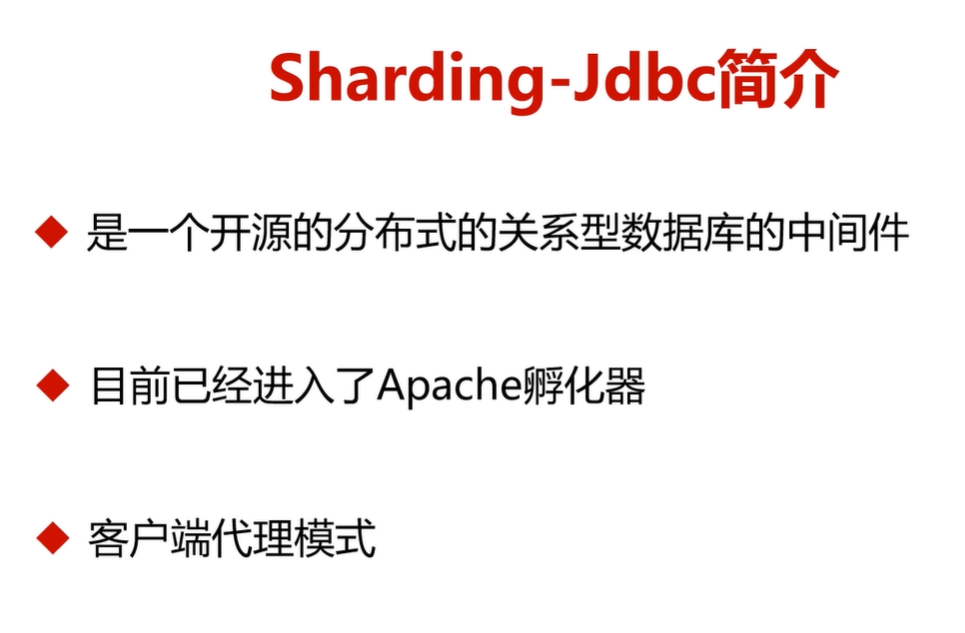 Sharding-Jdbc简介
是一个开源的分布式的关系型数据库的中间件
目前已经进入了Apache孵化器
客户端代理模式